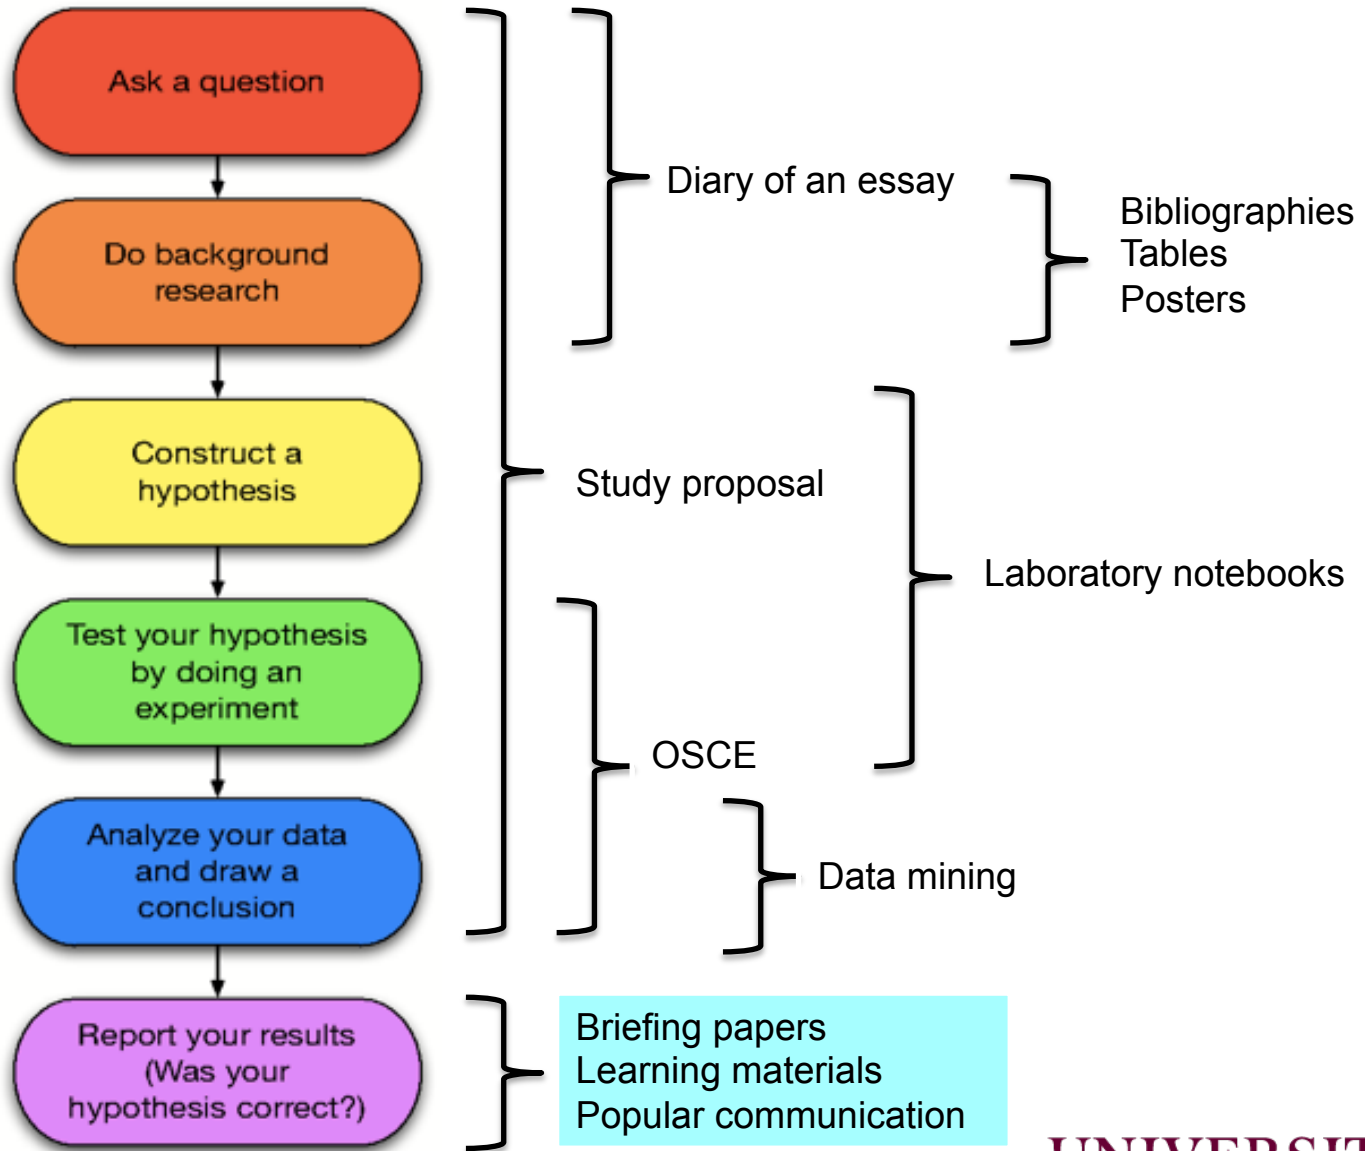 Ask a question
Do background
research
Construct a
hypothesis
Test your hypothesis
by doing an
experiment
Analyze your data
and draw a
conclusion
Report your results
(Was your
hypothesis correct?)
Diary of an essay
Bibliographies
Tables
Posters
Study proposal
Laboratory notebooks
OSCE
Data mining
Briefing papers
Learning materials
Popular communication